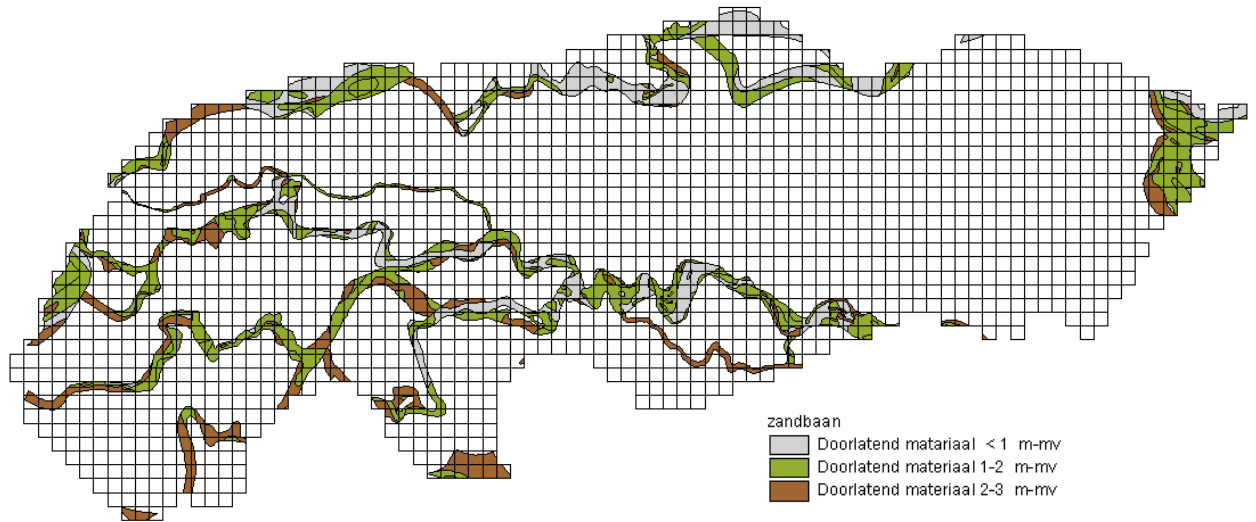 zandbaan
Doorlatend matariaal < 1 m-mv
Doorlatend materiaal 1-2 m-mv
Doorlatend materiaal 2-3 m-mv